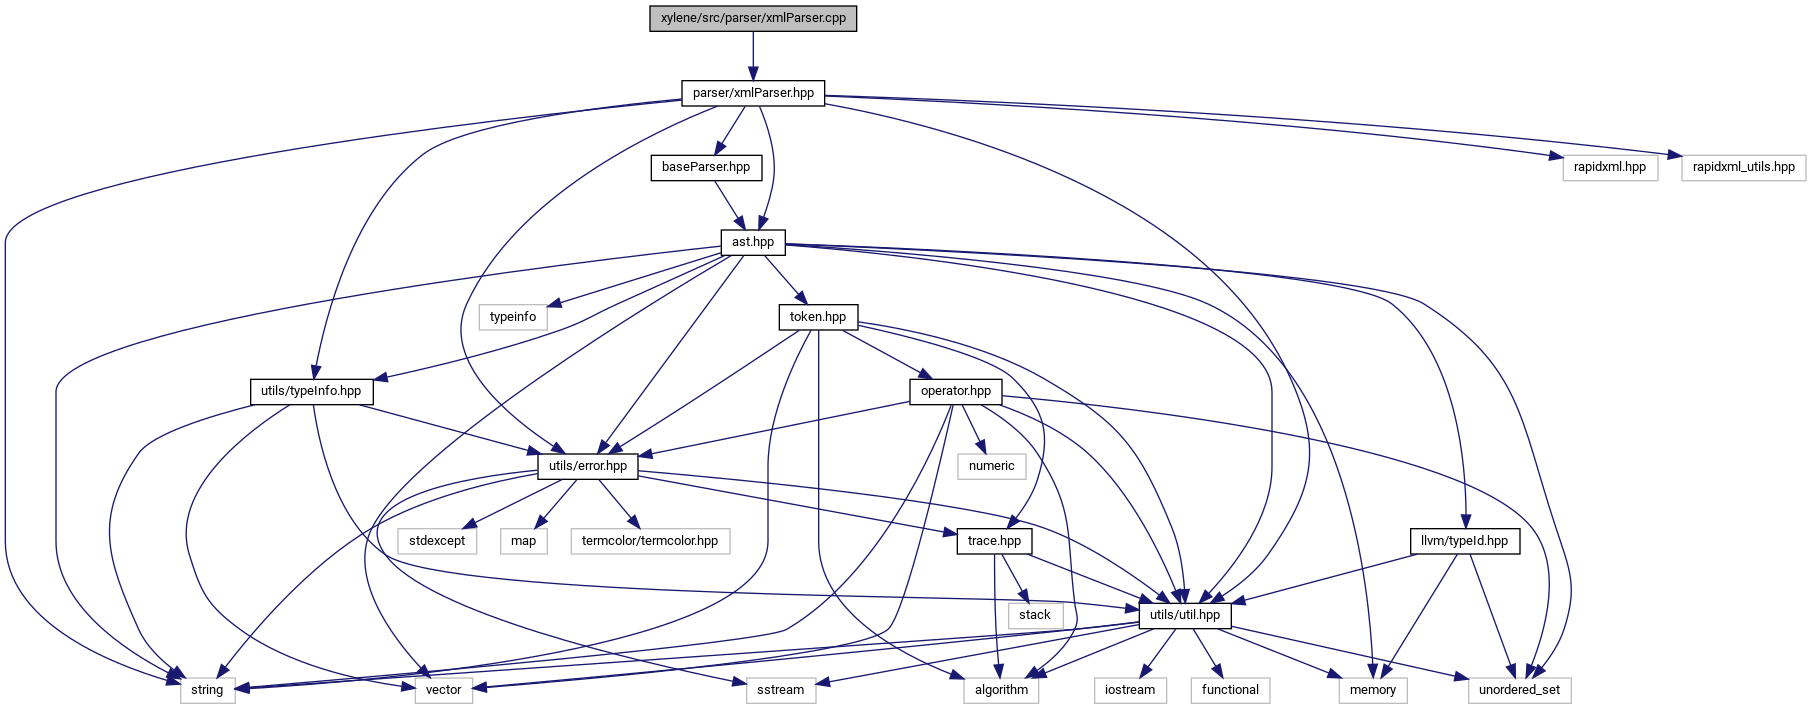 xylene/src/parser/xmlParser.cpp
parser/xmlParser.hpp
baseParser.hpp
rapidxml.hpp
rapidxml_utils.hpp
ast.hpp
typeinfo
token.hpp
utils/typeInfo.hpp
operator.hpp
utils/error.hpp
numeric
stdexcept
map
termcolor/termcolor.hpp
trace.hpp
llvm/typeId.hpp
stack
utils/util.hpp
string
vector
sstream
algorithm
iostream
functional
memory
unordered_set